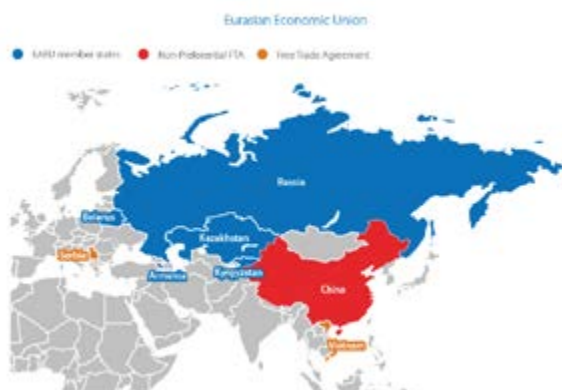 Eurasian Economic Union
EAEU member states
Non-Preferential FTA
Free Trade Agreement
Russia
Belarus
Kazakhstan
Serbia
Armenia
Kyrgyzstan
China
Vietnam